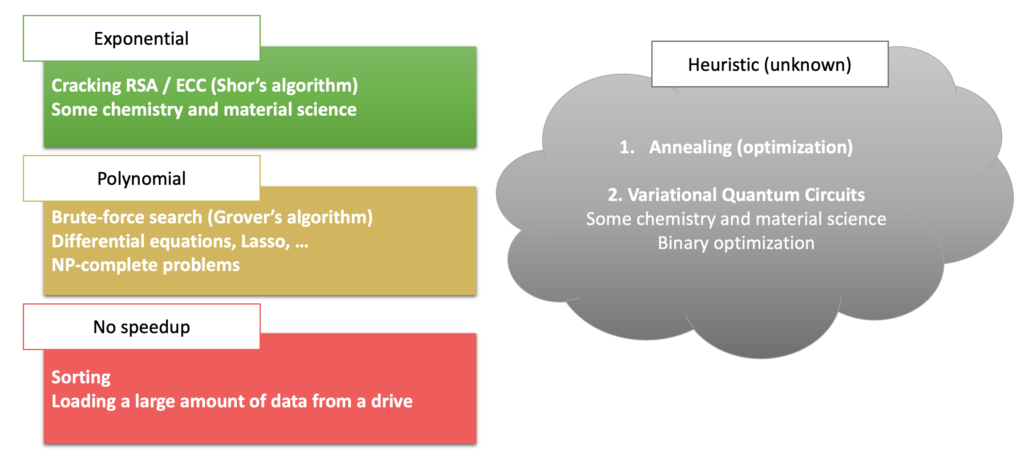 Exponential
Cracking RSA / ECC (Shor's algorithm)
Some chemistry and material science
Polynomial
Brute-force search (Grover's algorithm)
Differential equations, Lasso, ...
NP-complete problems
No speedup
Sorting
Loading a large amount of data from a drive
Heuristic (unknown)
1. Annealing (optimization)
2. Variational Quantum Circuits
Some chemistry and material science
Binary optimization